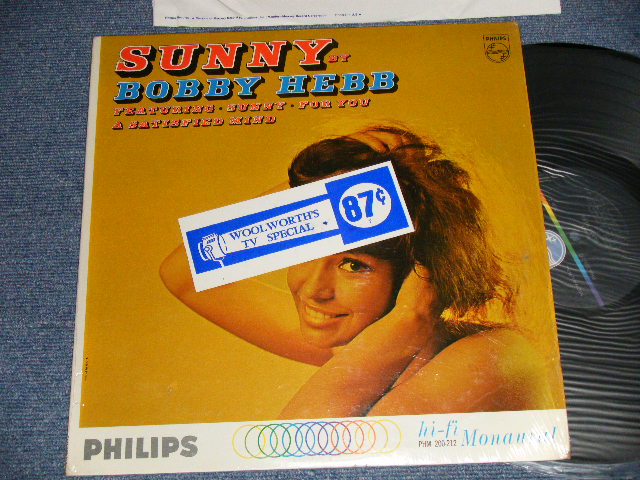 PHILIPS
SUNNY BY
BOBBY HEBB
FEATURING · SUNNY · FOR YOU
A SATISFIED MIND
WOOLWORTH'S
TV SPECIAL
87¢
PHILIPS
hi-fi
PHM 200-212 Monaural